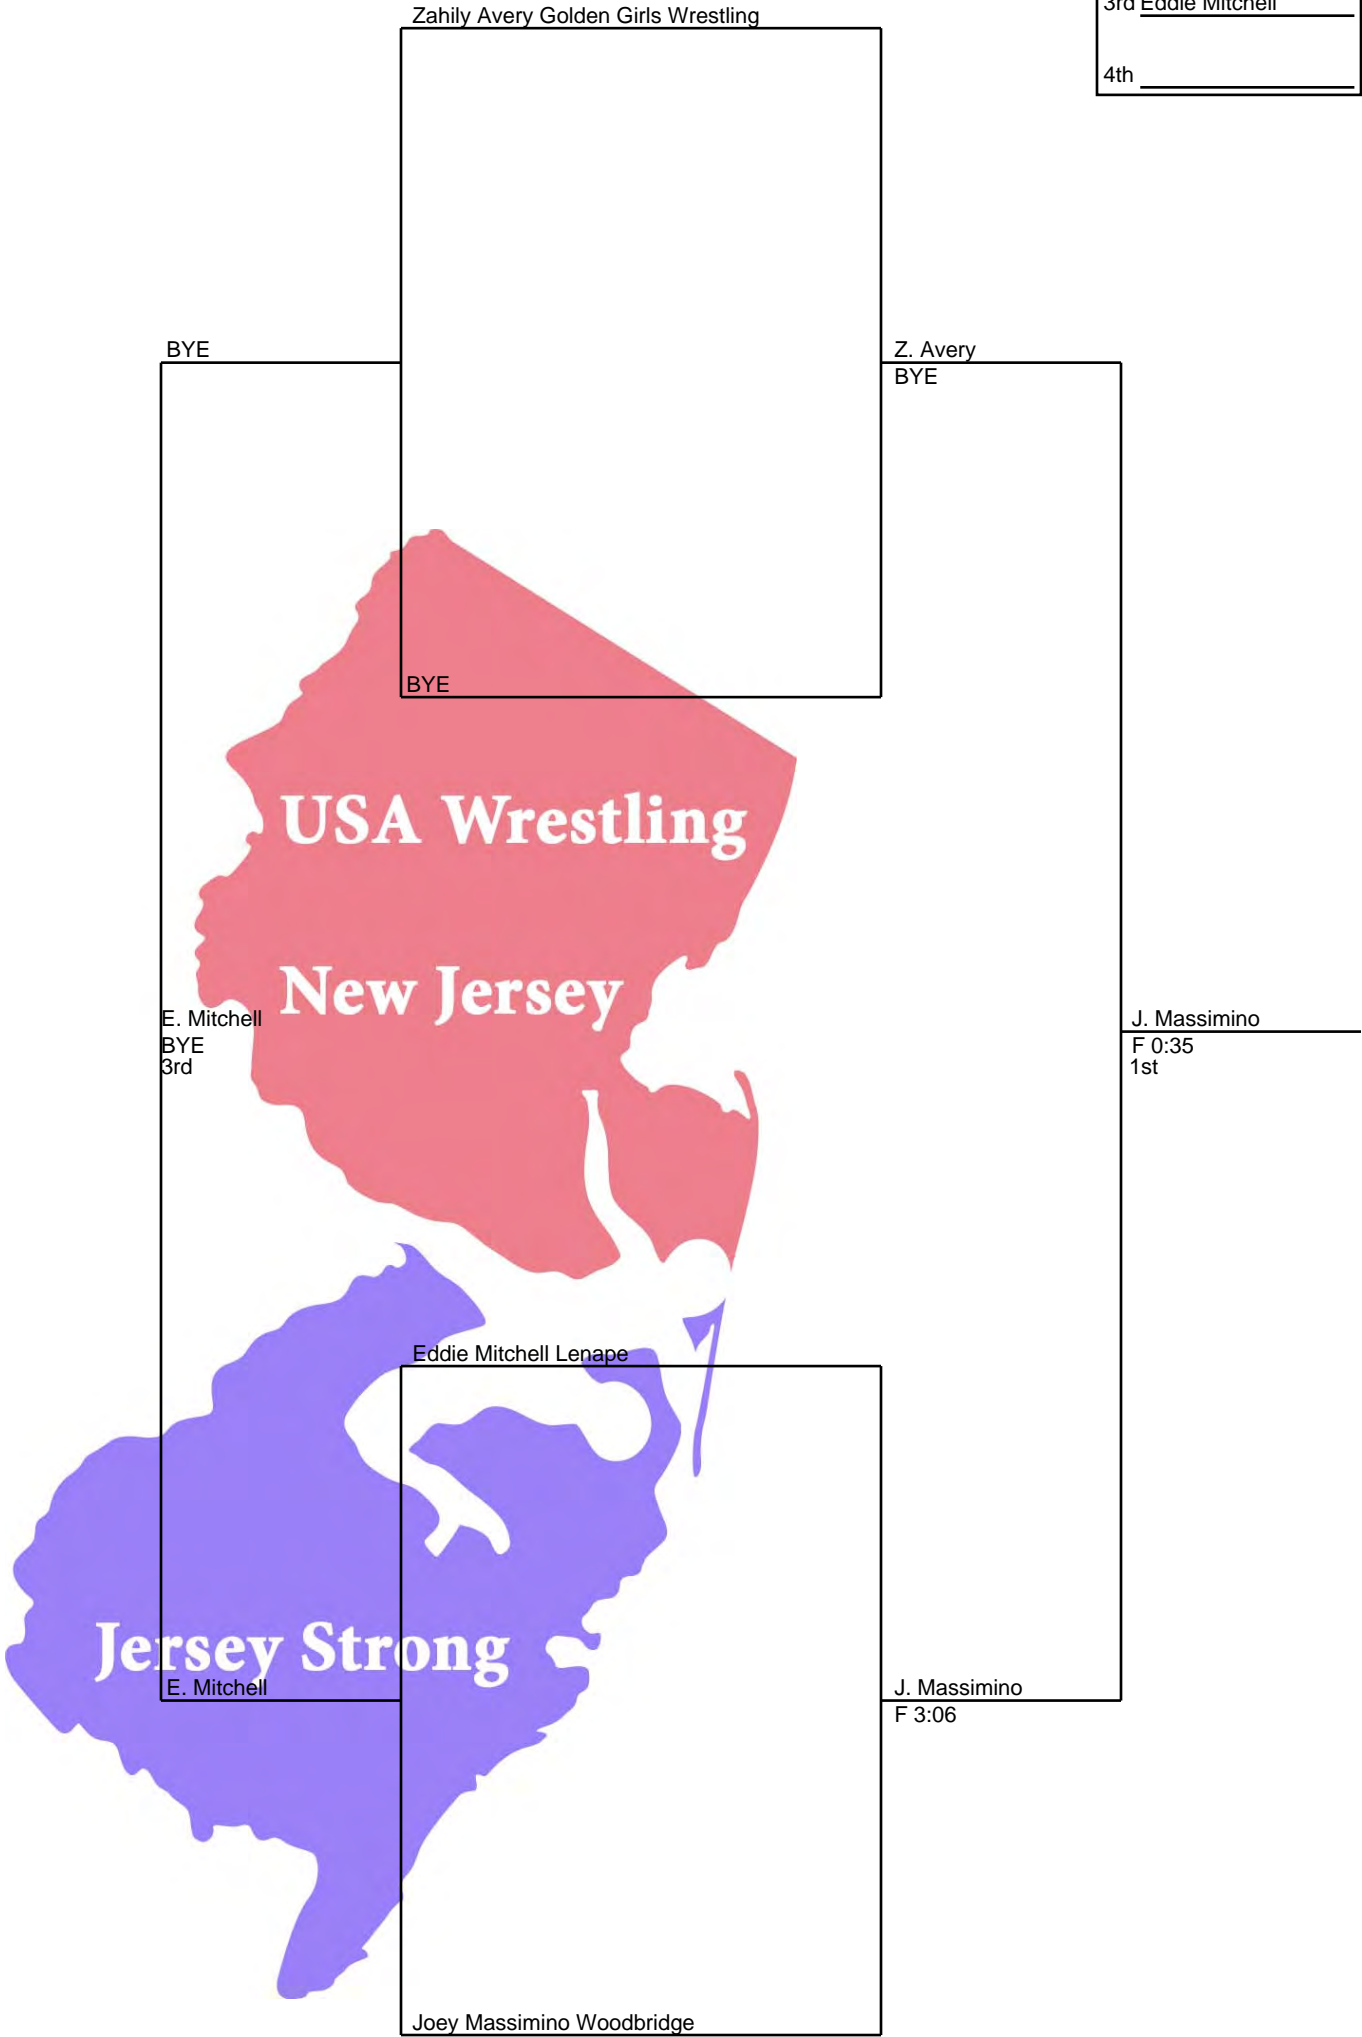 3rd Eddie Mitchell
Zahily Avery Golden Girls Wrestling
4th
BYE
Z. Avery
BYE
BYE
USA Wrestling
New Jersey
E. Mitchell
BYE
3rd
J. Massimino
F 0:35
1st
Eddie Mitchell Lenape
Jersey Strong
E. Mitchell
J. Massimino
F 3:06
Joey Massimino Woodbridge